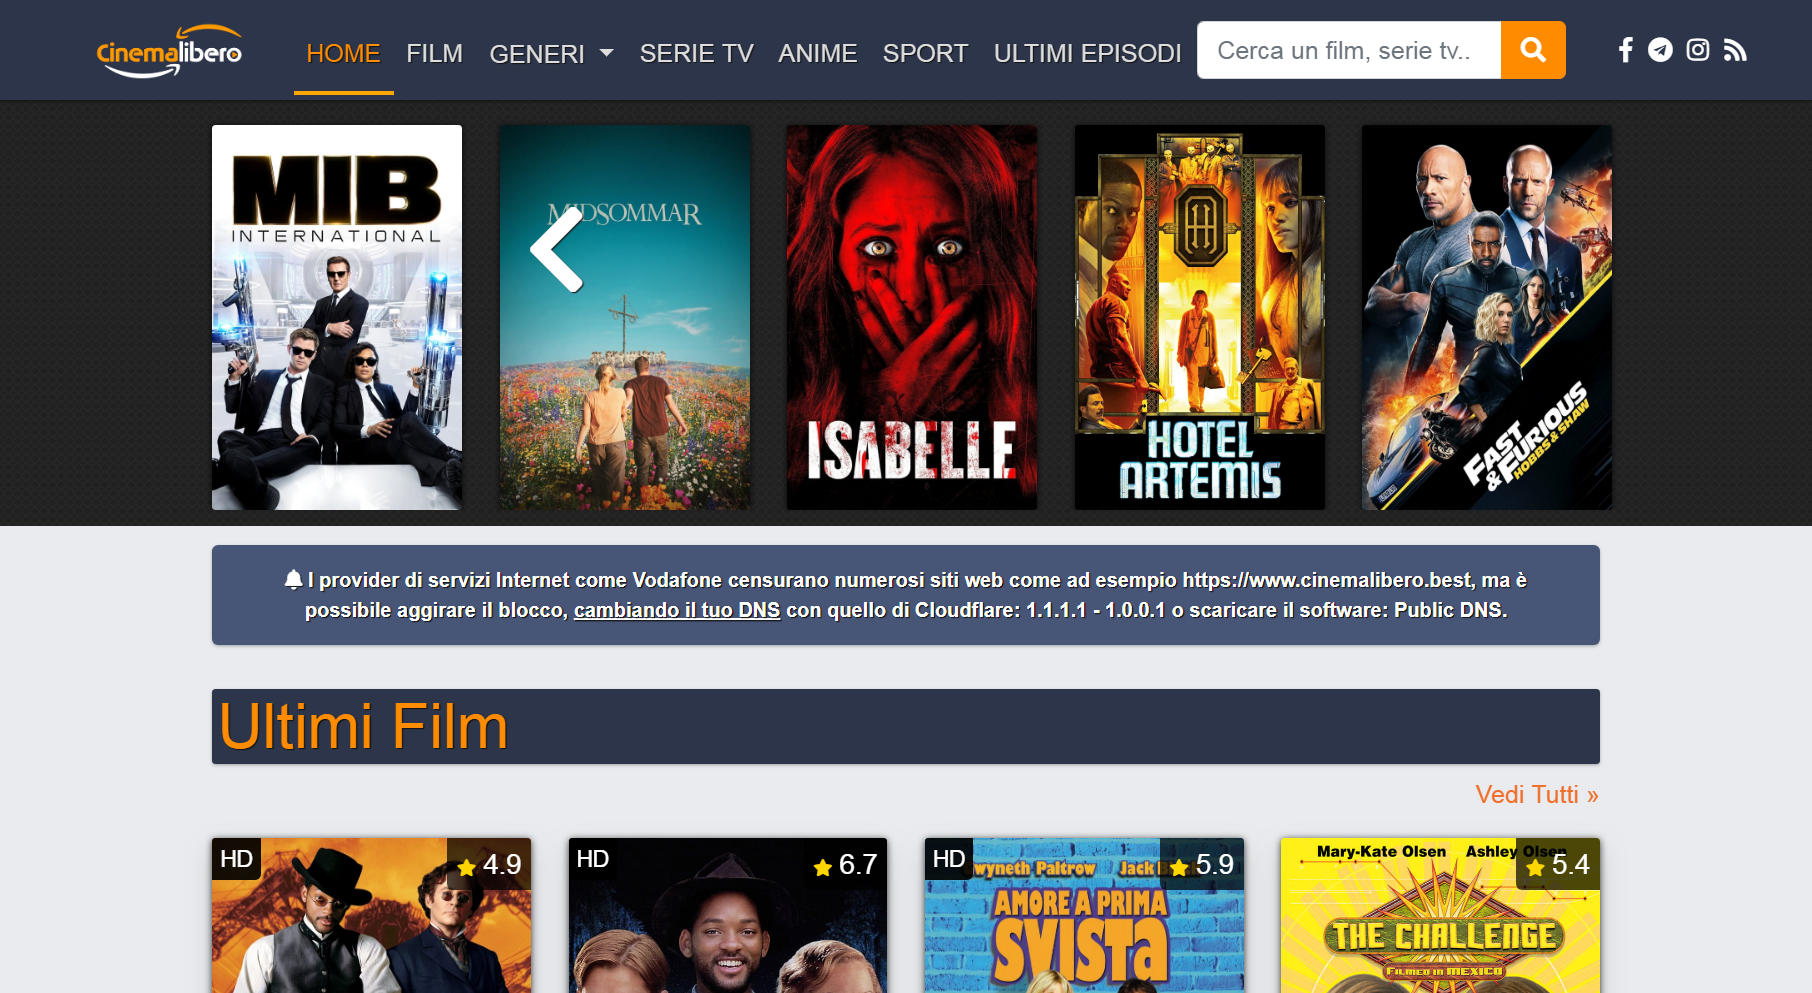 cinemalibero
HOME FILM GENERI SERIE TV ANIME SPORT ULTIMI EPISODI Cerca un film, serie tv..
MIB
INTERNATIONAL
MIDSOMMAR
ISABELLE
HOTEL
ARTEMIS
FAST
& FURIOUS
HOBBS & SHAW
I provider di servizi Internet come Vodafone censurano numerosi siti web come ad esempio https://www.cinemalibero.best, ma è
possibile aggirare il blocco, cambiando il tuo DNS con quello di Cloudflare: 1.1.1.1 - 1.0.0.1 o scaricare il software: Public DNS.
Ultimi Film
Vedi Tutti »
HD 4.9
HD 6.7
HD 5.9
wyneth Paltrow Jack B
AMORE A PRIMA
SVISTA
5.4
Mary-Kate Olsen Ashley Olsen
THE CHALLENGE
FILMED IN MEXICO